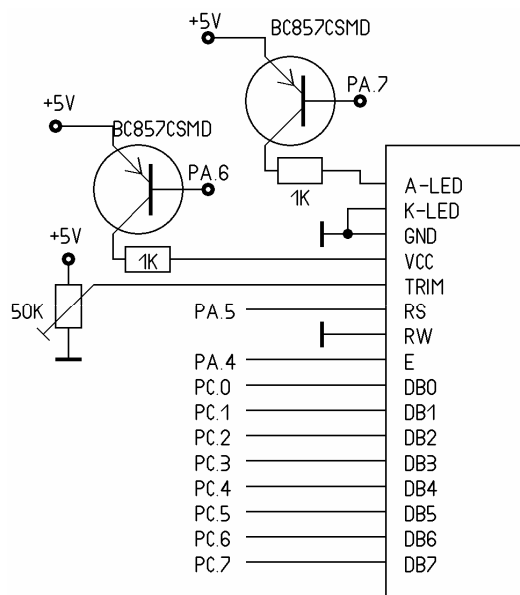 +5V
BC857CSMD
PA.7
+5V
BC857CSMD
PA.6
1K
A-LED
K-LED
+5V
GND
1K
VCC
TRIM
50K
PA.5
RS
RW
PA.4
E
PC.0
DB0
PC.1
DB1
PC.2
DB2
PC.3
DB3
PC.4
DB4
PC.5
DB5
PC.6
DB6
PC.7
DB7